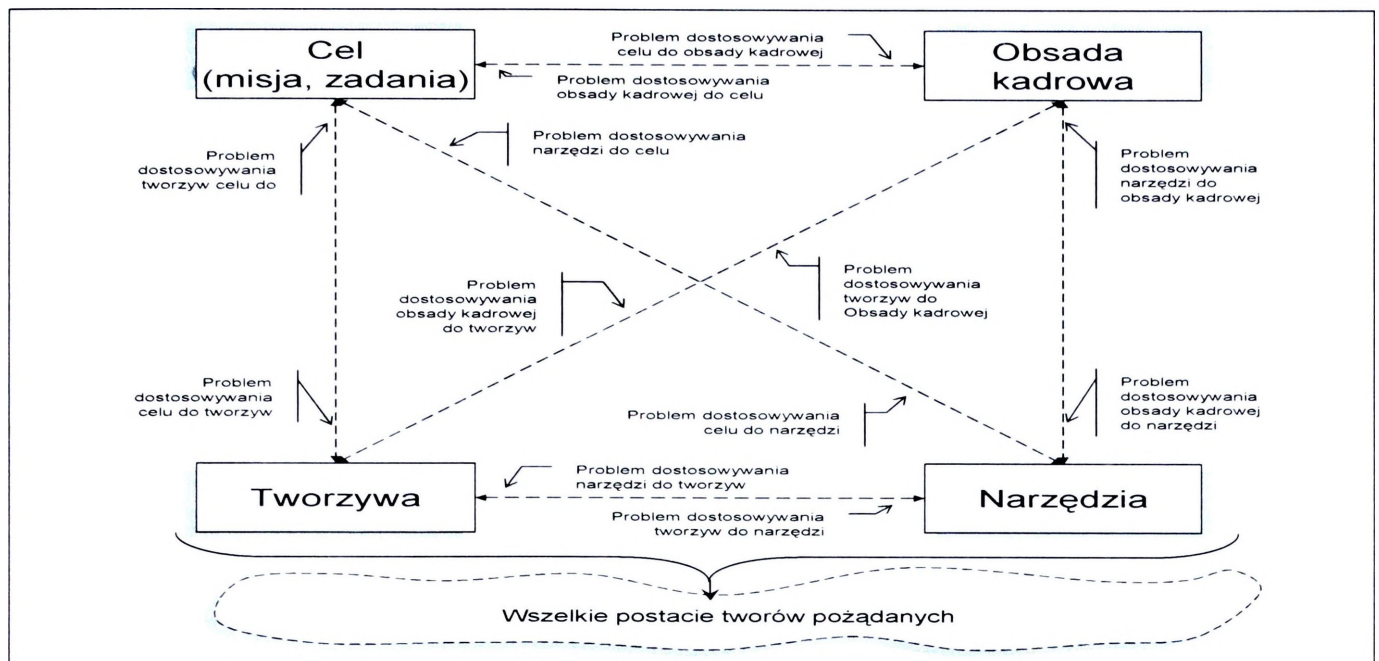 Cel
(misja, zadania)
Problem dostosowywania
celu do obsady kadrowej
Obsada
kadrowa
Problem dostosowywania
obsady kadrowej do celu
Problem
dostosowywania
tworzyw celu do
Problem dostosowywania
narzędzi do celu
Problem
dostosowywania
narzędzi do
obsady kadrowej
Problem
dostosowywania
obsady kadrowej
do tworzyw
Problem
dostosowywania
tworzyw do
Obsady kadrowej
Problem
dostosowywania
celu do tworzyw
Problem dostosowywania
celu do narzędzi
Problem
dostosowywania
obsady kadrowej
do narzędzi
Tworzywa
Problem dostosowywania
narzędzi do tworzyw
Problem dostosowywania
tworzyw do narzędzi
Narzędzia
Wszelkie postacie tworów pożądanych